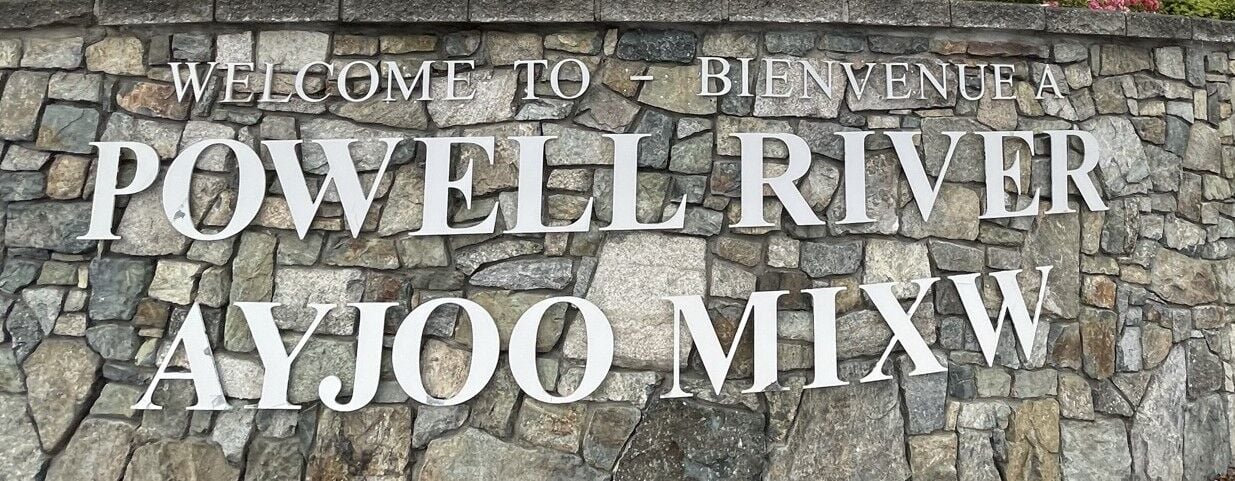 WELCOME TO - BIENVENUE A
POWELL RIVER
AYJOO MIXW